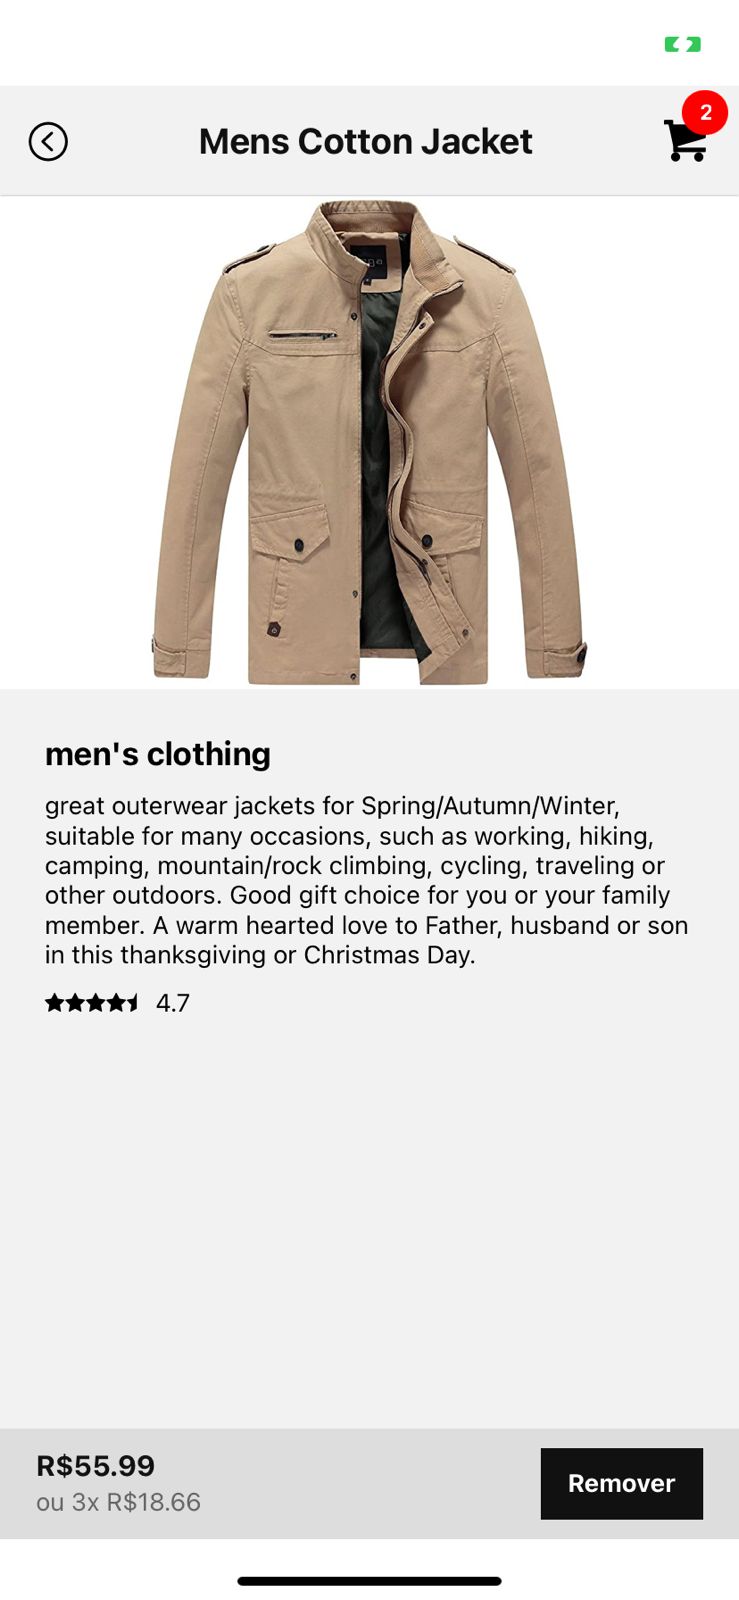 2
Mens Cotton Jacket
men's clothing
great outerwear jackets for Spring/Autumn/Winter,
suitable for many occasions, such as working, hiking,
camping, mountain/rock climbing, cycling, traveling or
other outdoors. Good gift choice for you or your family
member. A warm hearted love to Father, husband or son
in this thanksgiving or Christmas Day.
4.7
R$55.99
ou 3x R$18.66
Remover